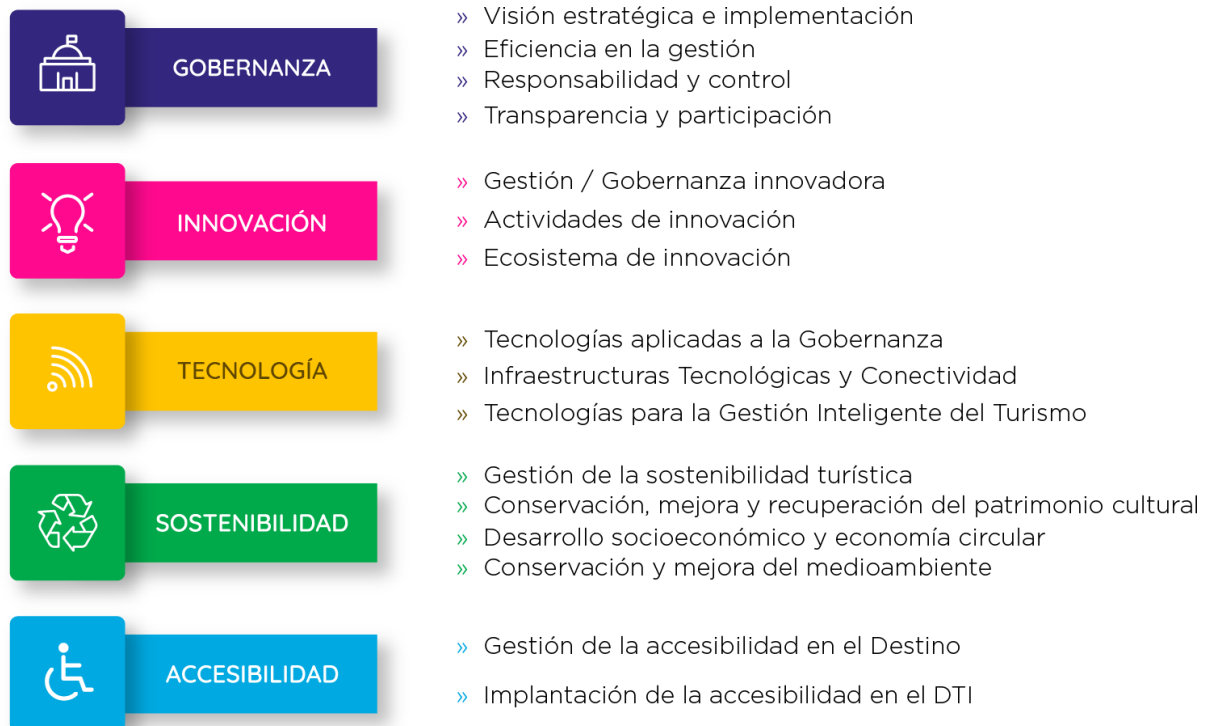 GOBERNANZA
» Visión estratégica e implementación
» Eficiencia en la gestión
» Responsabilidad y control
» Transparencia y participación
INNOVACIÓN
» Gestión / Gobernanza innovadora
» Actividades de innovación
» Ecosistema de innovación
TECNOLOGÍA
» Tecnologías aplicadas a la Gobernanza
» Infraestructuras Tecnológicas y Conectividad
» Tecnologías para la Gestión Inteligente del Turismo
SOSTENIBILIDAD
» Gestión de la sostenibilidad turística
» Conservación, mejora y recuperación del patrimonio cultural
» Desarrollo socioeconómico y economía circular
» Conservación y mejora del medioambiente
ACCESIBILIDAD
» Gestión de la accesibilidad en el Destino
» Implantación de la accesibilidad en el DTI